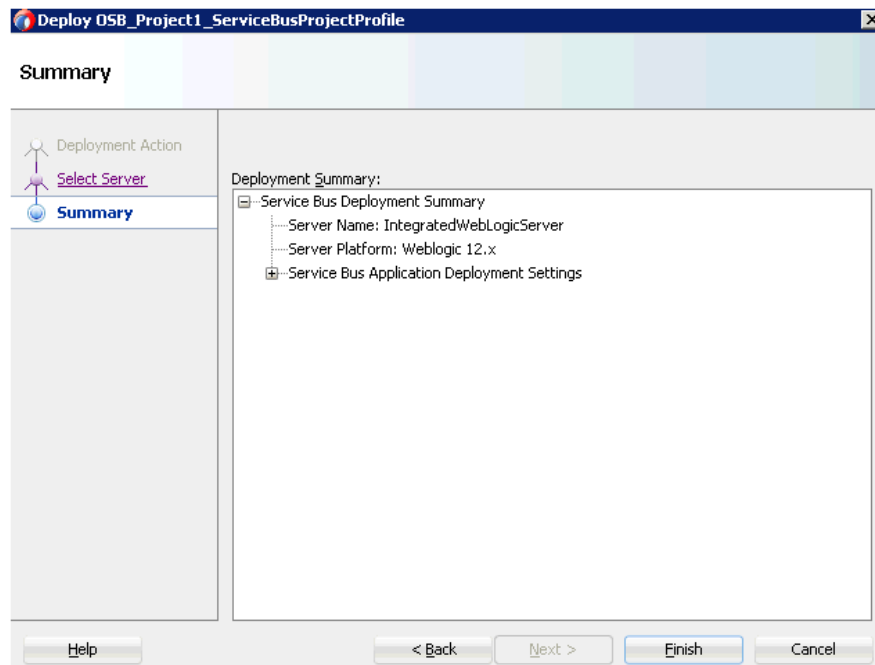 Deploy OSB_Project1_ServiceBusProjectProfile
Summary
Deployment Action
Select Server
Summary
Deployment Summary:
Service Bus Deployment Summary
Server Name: IntegratedWebLogicServer
Server Platform: Weblogic 12.x
Service Bus Application Deployment Settings
Help
< Back
Next >
Finish
Cancel